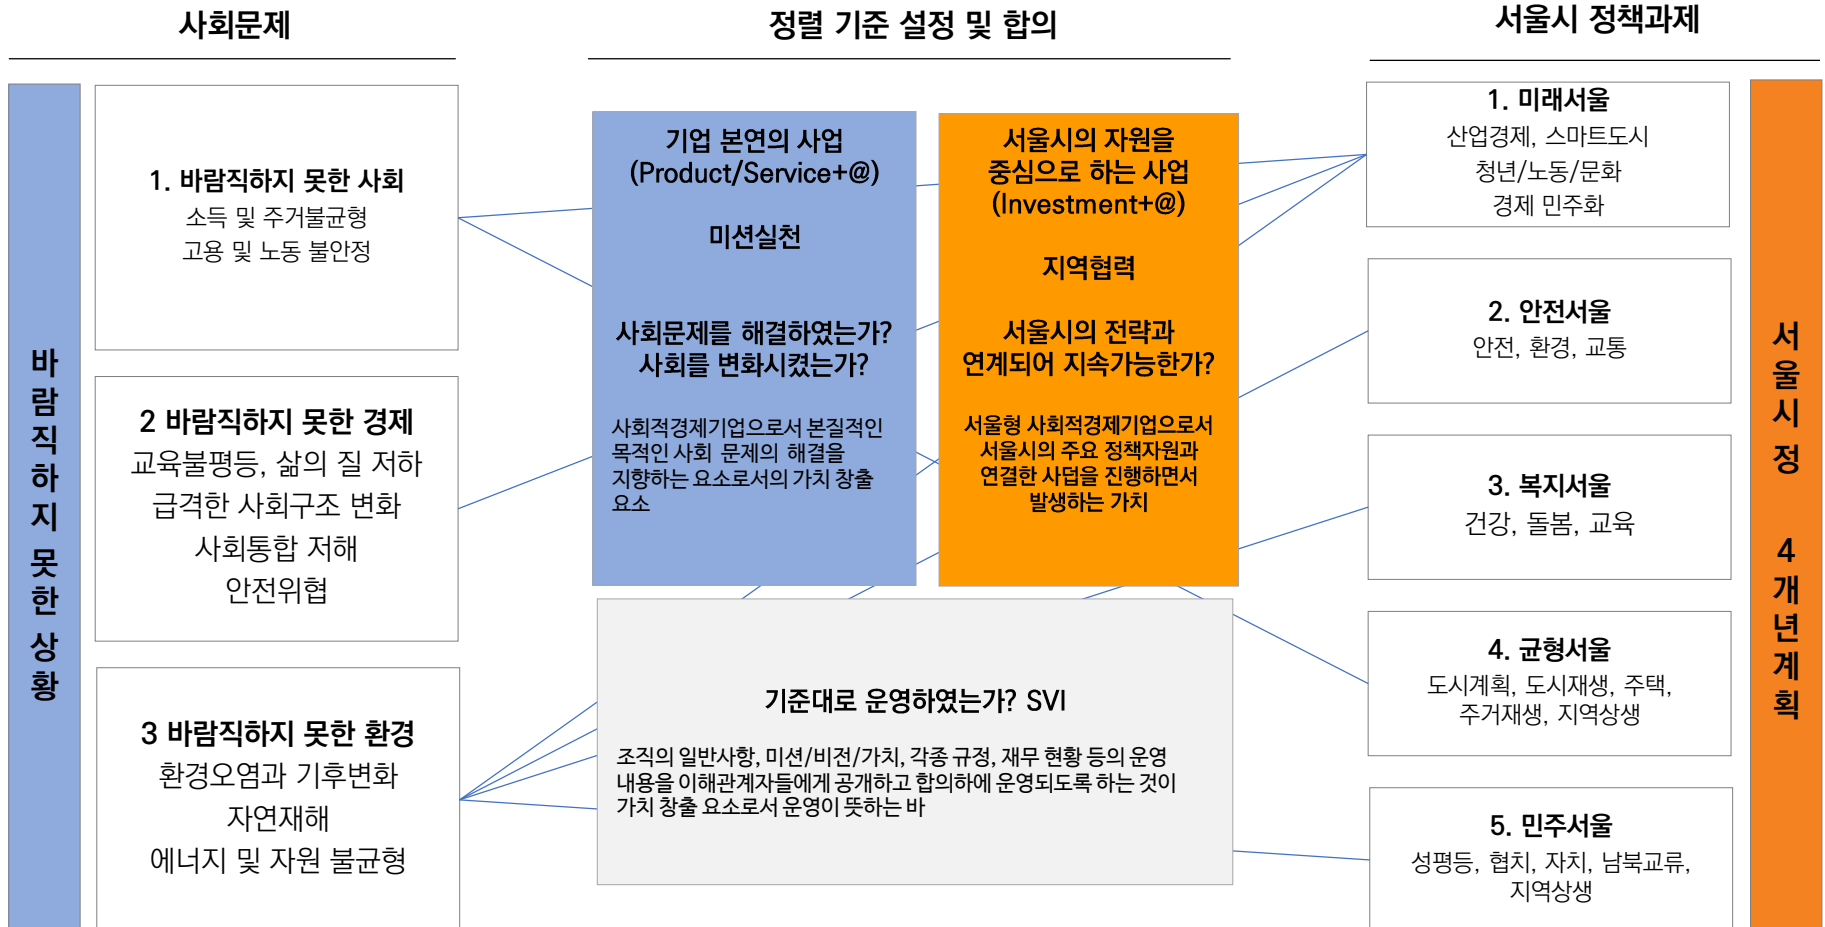 사회문제
정렬 기준 설정 및 합의
서울시 정책과제
바람직하지 못한 상황
1. 바람직하지 못한 사회
소득 및 주거불균형
고용 및 노동 불안정
2 바람직하지 못한 경제
교육불평등, 삶의 질 저하
급격한 사회구조 변화
사회통합 저해
안전위협
3 바람직하지 못한 환경
환경오염과 기후변화
자연재해
에너지 및 자원 불균형
기업 본연의 사업
(Product/Service+@)
미션실천
사회문제를 해결하였는가?
사회를 변화시켰는가?
사회적경제기업으로서 본질적인
목적인 사회 문제의 해결을
지향하는 요소로서의 가치 창출
요소
서울시의 자원을
중심으로 하는 사업
(Investment+@)
지역협력
서울시의 전략과
연계되어 지속가능한가?
서울형 사회적경제기업으로서
서울시의 주요 정책자원과
연결한 사덥을 진행하면서
발생하는 가치
기준대로 운영하였는가? SVI
조직의 일반사항, 미션/비전/가치, 각종 규정, 재무 현황 등의 운영
내용을 이해관계자들에게 공개하고 합의하에 운영되도록 하는 것이
가치 창출 요소로서 운영이 뜻하는 바
1. 미래서울
산업경제, 스마트도시
청년/노동/문화
경제 민주화
2. 안전서울
안전, 환경, 교통
3. 복지서울
건강, 돌봄, 교육
4. 균형서울
도시계획, 도시재생, 주택,
주거재생, 지역상생
5. 민주서울
성평등, 협치, 자치, 남북교류,
지역상생
서울시정 4개년계획